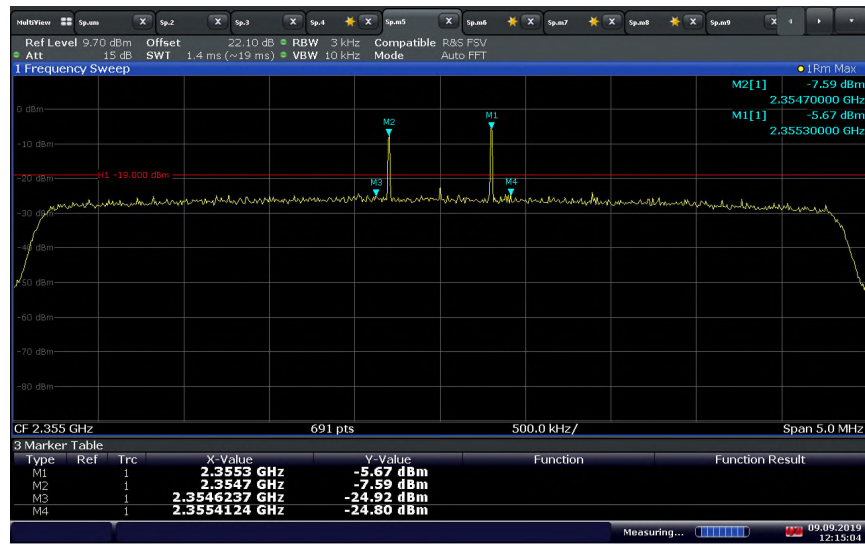 MultiView Sp.um X Sp.2 X Sp.3 X Sp.4 X Sp.m5 X Sp.m6 X Sp.m7 X Sp.m8 X Sp.m9 X
Ref Level 9.70 dBm Offset 22.10 dB RBW 3 kHz Compatible R&S FSV
Att 15 dB SWT 1.4 ms (~19 ms) VBW 10 kHz Mode Auto FFT
1 Frequency Sweep 1Rm Max
M2[1] -7.59 dBm
2.35470000 GHz
M1[1] -5.67 dBm
2.35530000 GHz
0 dBm
M1
M2
-10 dBm
H1 -19.000 dBm
-20 dBm
M3 M4
-30 dBm
-40 dBm
-50 dBm
-60 dBm
-70 dBm
-80 dBm
CF 2.355 GHz 691 pts 500.0 kHz/ Span 5.0 MHz
3 Marker Table
Type Ref Trc X-Value Y-Value Function Function Result
M1 1 2.3553 GHz -5.67 dBm
M2 1 2.3547 GHz -7.59 dBm
M3 1 2.3546237 GHz -24.92 dBm
M4 1 2.3554124 GHz -24.80 dBm
Measuring... 09.09.2019
12:15:04